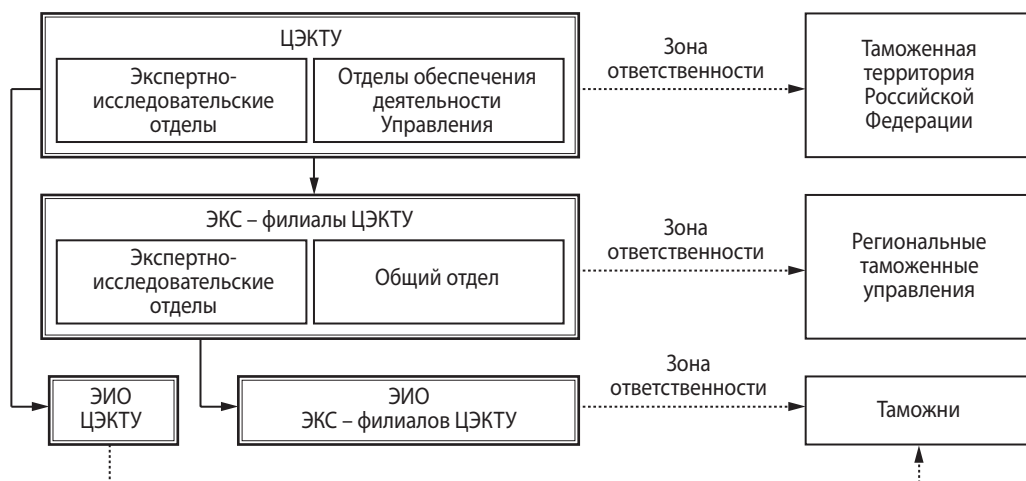 ЦЭКТУ
Экспертно-
исследовательские
отделы
Отделы обеспечения
деятельности
Управления
Зона
ответственности
Таможенная
территория
Российской
Федерации
ЭКС – филиалы ЦЭКТУ
Экспертно-
исследовательские
отделы
Общий отдел
Зона
ответственности
Региональные
таможенные
управления
ЭИО
ЦЭКТУ
ЭИО
ЭКС – филиалов ЦЭКТУ
Зона
ответственности
Таможни